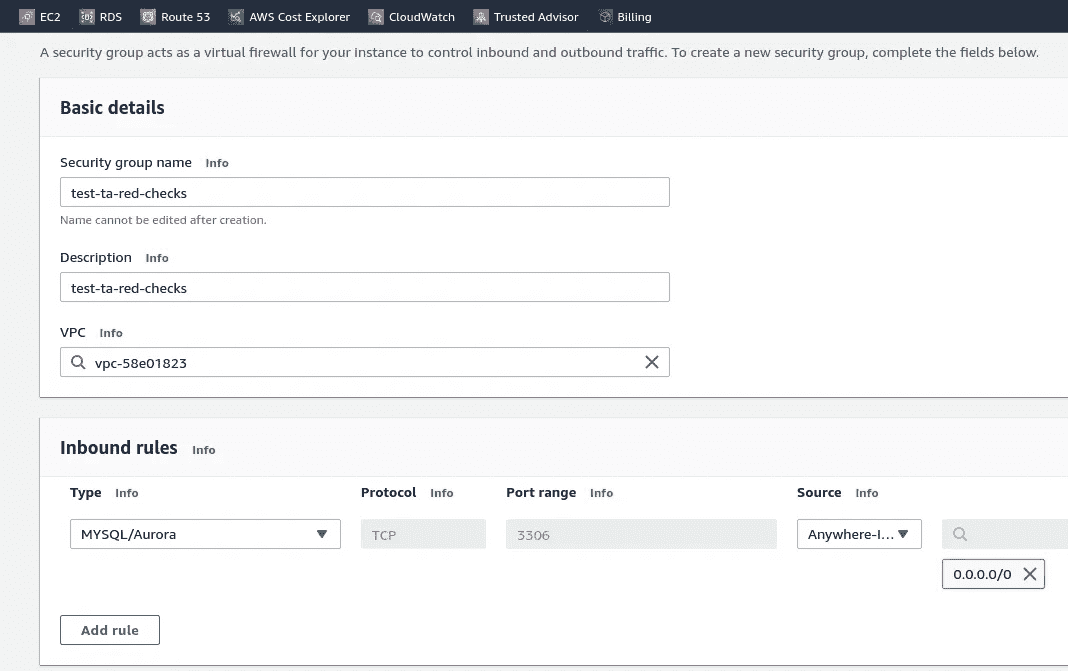 EC2 RDS Route 53 AWS Cost Explorer CloudWatch Trusted Advisor Billing
A security group acts as a virtual firewall for your instance to control inbound and outbound traffic. To create a new security group, complete the fields below.
Basic details
Security group name Info
test-ta-red-checks
Name cannot be edited after creation.
Description Info
test-ta-red-checks
VPC Info
vpc-58e01823
Inbound rules Info
Type Info Protocol Info Port range Info Source Info
MYSQL/Aurora TCP 3306 Anywhere-I...
0.0.0.0/0
Add rule